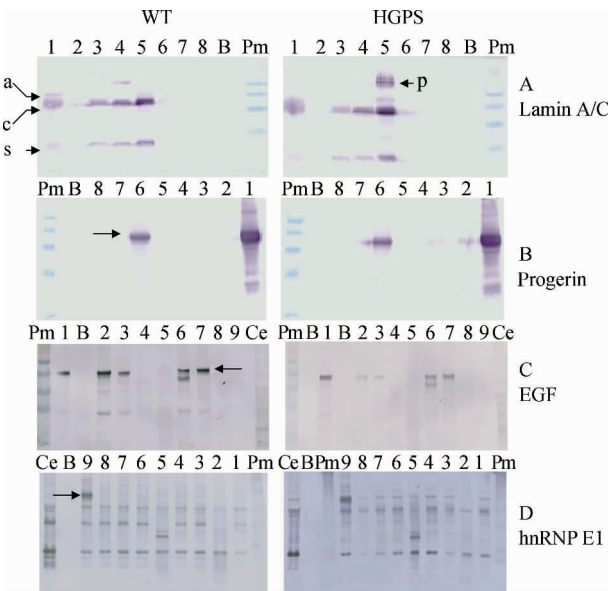 WT HGPS
1 2 3 4 5 6 7 8 B Pm 1 2 3 4 5 6 7 8 B Pm
a
p
A
Lamin A/C
c
s
Pm B 8 7 6 5 4 3 2 1 Pm B 8 7 6 5 4 3 2 1
B
Progerin
Pm 1 B 2 3 4 5 6 7 8 9 Ce Pm B 1 B 2 3 4 5 6 7 8 9 Ce
C
EGF
Ce B 9 8 7 6 5 4 3 2 1 Pm Ce B Pm 9 8 7 6 5 4 3 2 1 Pm
D
hnRNP E1